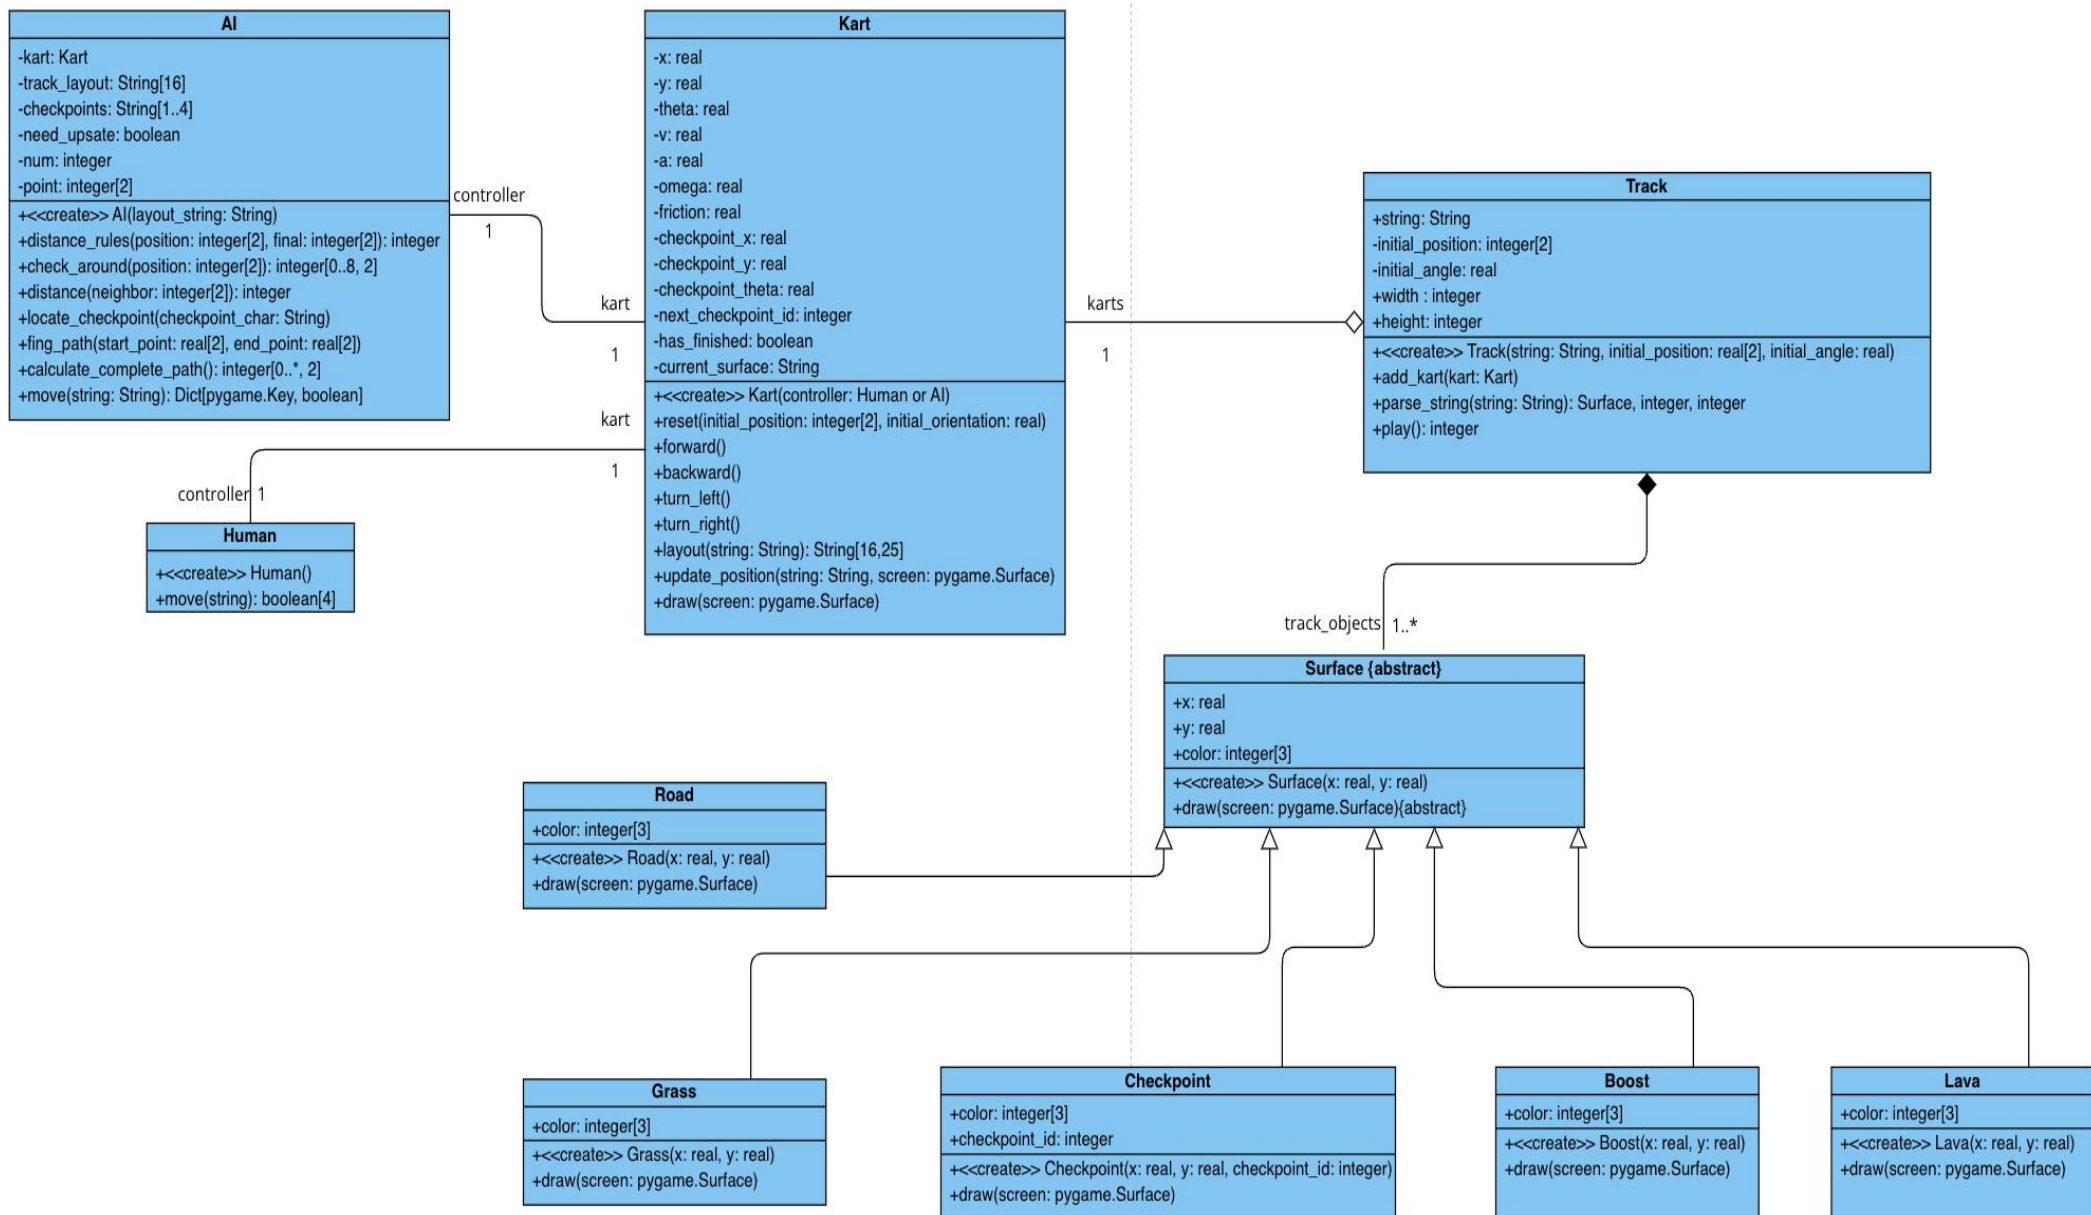 AI
-kart: Kart
-track_layout: String[16]
-checkpoints: String[1..4]
-need_upsate: boolean
-num: integer
-point: integer[2]
+<<create>> AI(layout_string: String)
+distance_rules(position: integer[2], final: integer[2]): integer
+check_around(position: integer[2]): integer[0..8, 2]
+distance(neighbor: integer[2]): integer
+locate_checkpoint(checkpoint_char: String)
+fing_path(start_point: real[2], end_point: real[2])
+calculate_complete_path(): integer[0..*, 2]
+move(string: String): Dict[pygame.Key, boolean]
controller
1
kart
1
kart
1
controller 1
Human
+<<create>> Human()
+move(string): boolean[4]
Kart
-x: real
-y: real
-theta: real
-v: real
-a: real
-omega: real
-friction: real
-checkpoint_x: real
-checkpoint_y: real
-checkpoint_theta: real
-next_checkpoint_id: integer
-has_finished: boolean
-current_surface: String
+<<create>> Kart(controller: Human or AI)
+reset(initial_position: integer[2], initial_orientation: real)
+forward()
+backward()
+turn_left()
+turn_right()
+layout(string: String): String[16,25]
+update_position(string: String, screen: pygame.Surface)
+draw(screen: pygame.Surface)
karts
1
Track
+string: String
-initial_position: integer[2]
-initial_angle: real
+width : integer
+height: integer
+<<create>> Track(string: String, initial_position: real[2], initial_angle: real)
+add_kart(kart: Kart)
+parse_string(string: String): Surface, integer, integer
+play(): integer
track_objects 1..*
Surface {abstract}
+x: real
+y: real
+color: integer[3]
+<<create>> Surface(x: real, y: real)
+draw(screen: pygame.Surface){abstract}
Road
+color: integer[3]
+<<create>> Road(x: real, y: real)
+draw(screen: pygame.Surface)
Grass
+color: integer[3]
+<<create>> Grass(x: real, y: real)
+draw(screen: pygame.Surface)
Checkpoint
+color: integer[3]
+checkpoint_id: integer
+<<create>> Checkpoint(x: real, y: real, checkpoint_id: integer)
+draw(screen: pygame.Surface)
Boost
+color: integer[3]
+<<create>> Boost(x: real, y: real)
+draw(screen: pygame.Surface)
Lava
+color: integer[3]
+<<create>> Lava(x: real, y: real)
+draw(screen: pygame.Surface)